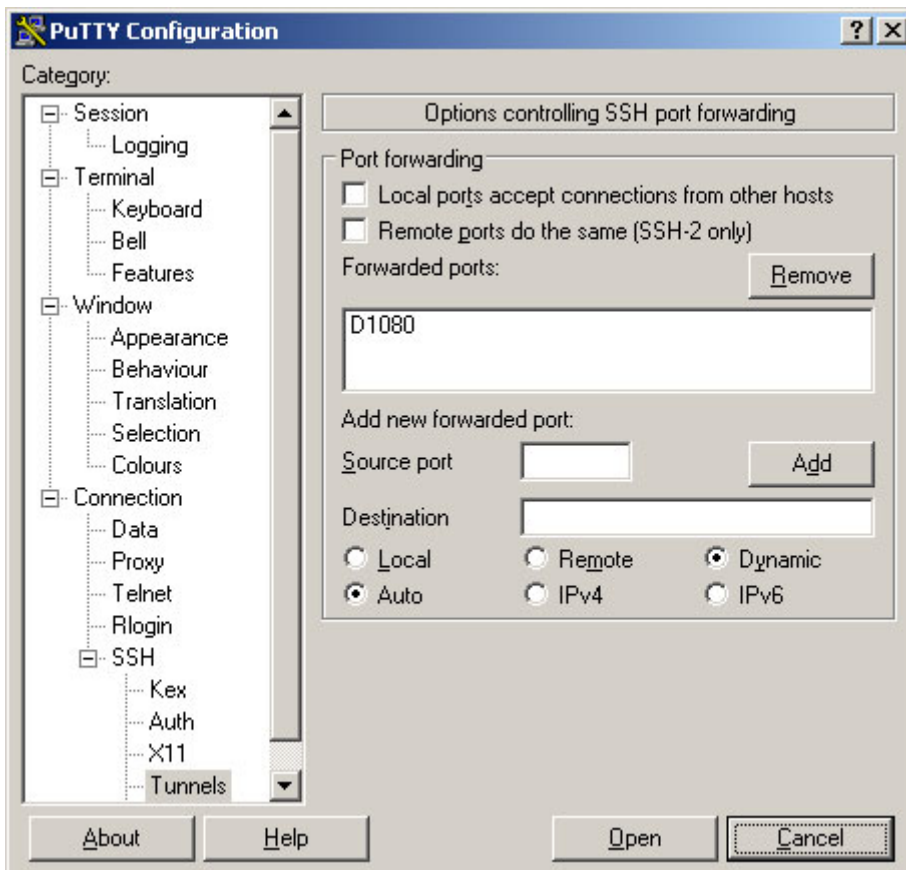 PuTTY Configuration
Category:
Session
Logging
Terminal
Keyboard
Bell
Features
Window
Appearance
Behaviour
Translation
Selection
Colours
Connection
Data
Proxy
Telnet
Rlogin
SSH
Kex
Auth
X11
Tunnels
Options controlling SSH port forwarding
Port forwarding
Local ports accept connections from other hosts
Remote ports do the same (SSH-2 only)
Forwarded ports:
Remove
D1080
Add new forwarded port:
Source port
Add
Destination
Local Remote Dynamic
Auto IPv4 IPv6
About Help Open Cancel